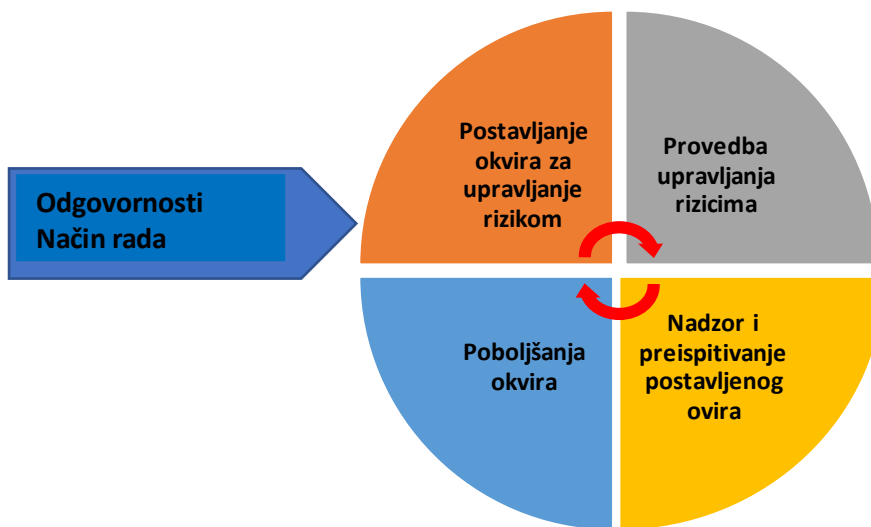 Odgovornosti
Način rada
Postavljanje
okvira za
upravljanje
rizikom
Provedba
upravljanja
rizicima
Poboljšanja
okvira
Nadzor i
preispitivanje
postavljenog
ovira